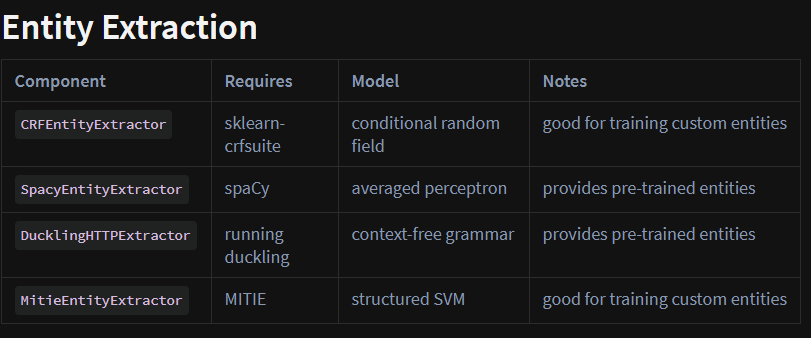 Entity Extraction
Component Requires Model Notes
CRFEntityExtractor sklearn- conditional random good for training custom entities
crfsuite field
SpacyEntityExtractor spaCy averaged perceptron provides pre-trained entities
DucklingHTTPExtractor running context-free grammar provides pre-trained entities
duckling
MitieEntityExtractor MITIE structured SVM good for training custom entities